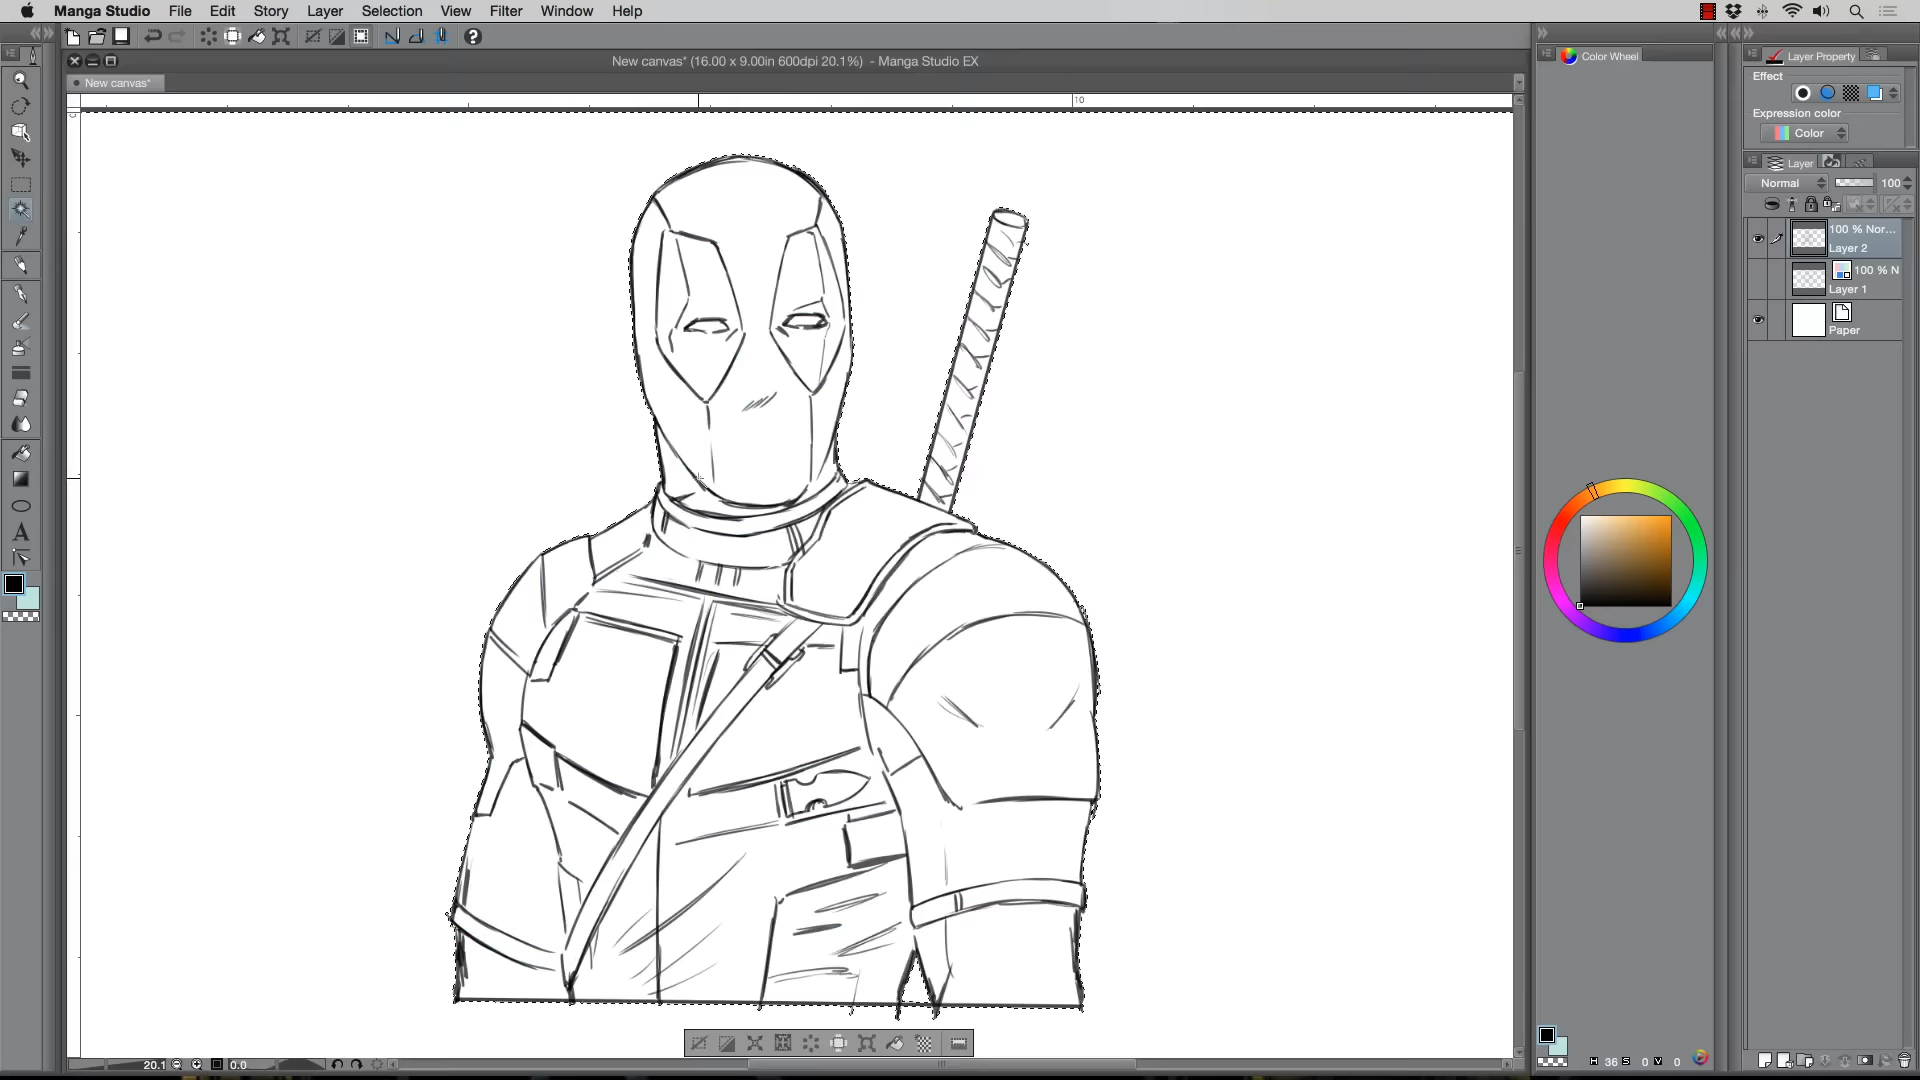 Manga Studio File Edit Story Layer Selection View Filter Window Help
New canvas* (16.00 x 9.00in 600dpi 20.1%) - Manga Studio EX
New canvas*
10
Color Wheel
Layer Property
Effect
Expression color
Color
Layer
Normal 100
100 % Nor...
Layer 2
100 % N
Layer 1
Paper
A
20.1 0.0
H 36 S 0 V 0